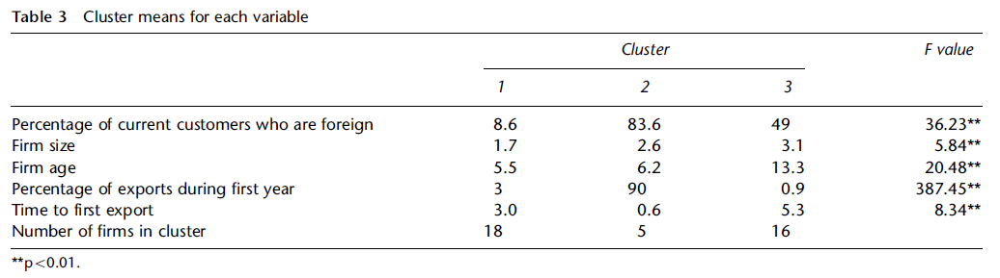 Table 3 Cluster means for each variable
Cluster F value
1 2 3
Percentage of current customers who are foreign 8.6 83.6 49 36.23**
Firm size 1.7 2.6 3.1 5.84**
Firm age 5.5 6.2 13.3 20.48**
Percentage of exports during first year 3 90 0.9 387.45**
Time to first export 3.0 0.6 5.3 8.34**
Number of firms in cluster 18 5 16
**p<0.01.